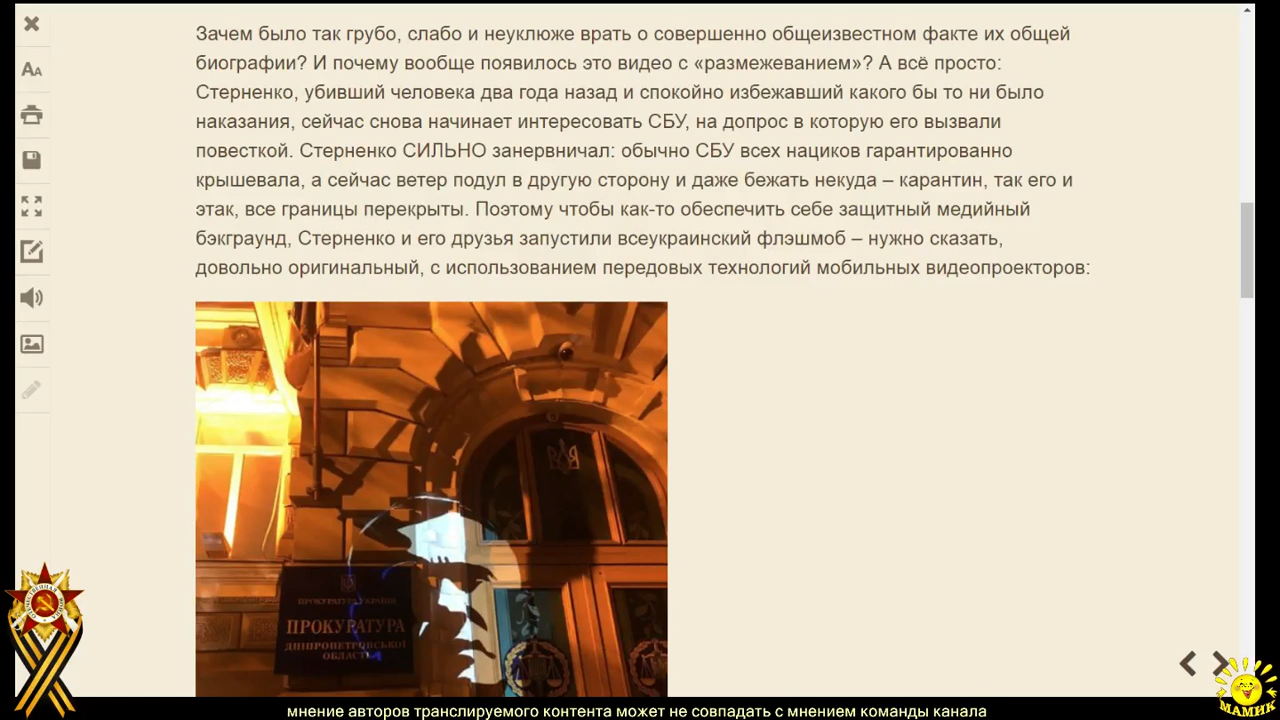 Зачем было так грубо, слабо и неуклюже врать о совершенно общеизвестном факте их общей
биографии? И почему вообще появилось это видео с «размежеванием»? А всё просто:
Стерненко, убивший человека два года назад и спокойно избежавший какого бы то ни было
наказания, сейчас снова начинает интересовать СБУ, на допрос в которую его вызвали
повесткой. Стерненко СИЛЬНО занервничал: обычно СБУ всех нациков гарантированно
крышевала, а сейчас ветер подул в другую сторону и даже бежать некуда – карантин, так его и
этак, все границы перекрыты. Поэтому чтобы как-то обеспечить себе защитный медийный
бэкграунд, Стерненко и его друзья запустили всеукраинский флэшмоб – нужно сказать,
довольно оригинальный, с использованием передовых технологий мобильных видеопроекторов:
ПРОКУРАТУРА УКРАЇНИ
ПРОКУРАТУРА
ДНІПРОПЕТРОВСЬКОЇ
ОБЛАСТЬ
МАМИК
мнение авторов транслируемого контента может не совпадать с мнением команды канала